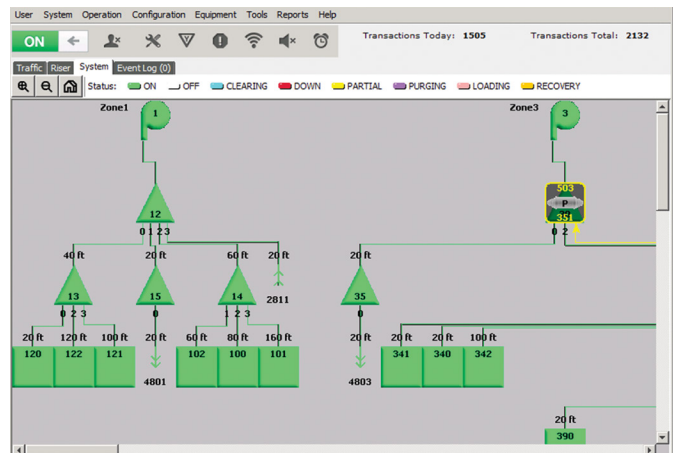 User System Operation Configuration Equipment Tools Reports Help
ON Transactions Today: 1505 Transactions Total: 2132
Traffic Riser System Event Log (0)
Status: ON OFF CLEARING DOWN PARTIAL PURGING LOADING RECOVERY
Zone1 1 Zone3 3
503
P
12 351
0 1 2 3 0 2
40 ft 20 ft 60 ft 20 ft 20 ft
13 15 14 2811 35
0 2 3 0 1 2 3 0
20 ft 120 ft 100 ft 20 ft 60 ft 80 ft 160 ft 20 ft 20 ft 20 ft 100 ft
120 122 121 102 100 101 341 340 342
4801 4803
20 ft
390